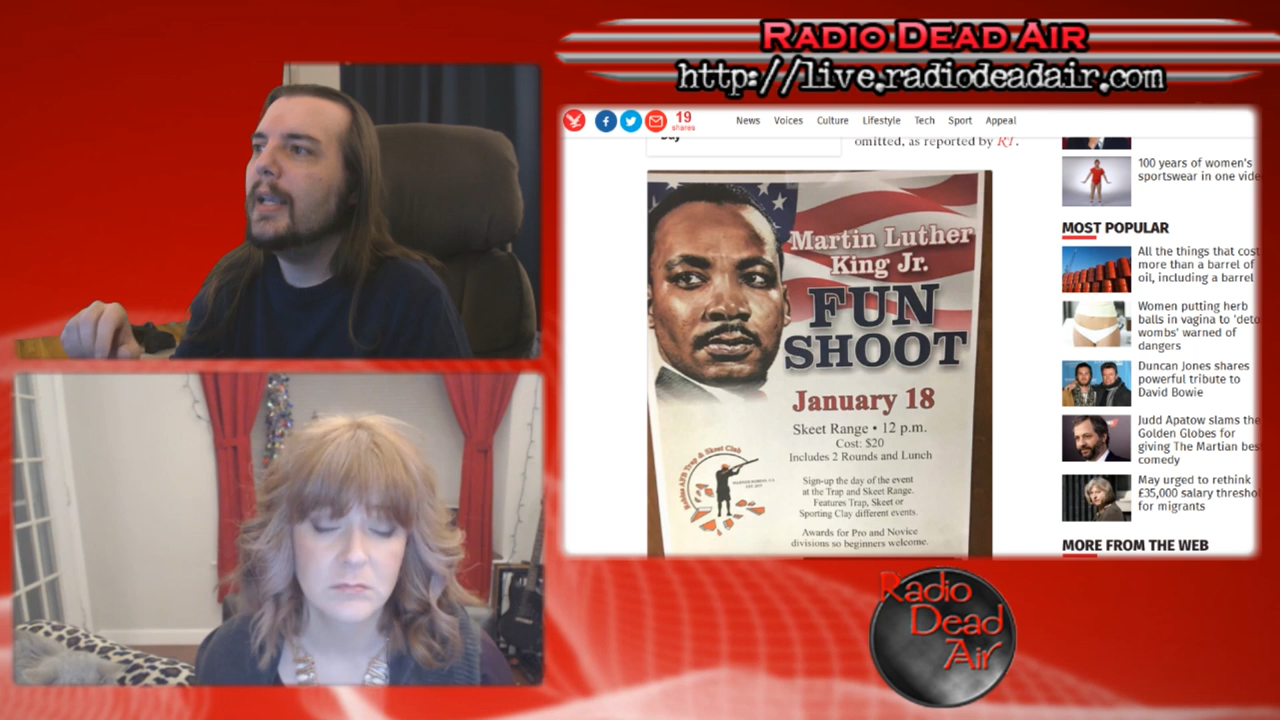 RADIO DEAD AIR
http://live.radiodeadair.com
19
shares
News Voices Culture Lifestyle Tech Sport Appeal
omitted, as reported by RT.
Martin Luther
King Jr.
FUN
SHOOT
January 18
Skeet Range • 12 p.m.
Cost: $20
Includes 2 Rounds and Lunch
Sign-up the day of the event
at the Trap and Skeet Range.
Features Trap, Skeet or
Sporting Clay different events.
Awards for Pro and Novice
divisions so beginners welcome.
Robins AFB Trap & Skeet Club
100 years of women's
sportswear in one vide
MOST POPULAR
All the things that cost
more than a barrel of
oil, including a barrel
Women putting herb
balls in vagina to 'deto
wombs' warned of
dangers
Duncan Jones shares
powerful tribute to
David Bowie
Judd Apatow slams the
Golden Globes for
giving The Martian bes
comedy
May urged to rethink
£35,000 salary thresho
for migrants
MORE FROM THE WEB
Radio
Dead
Air